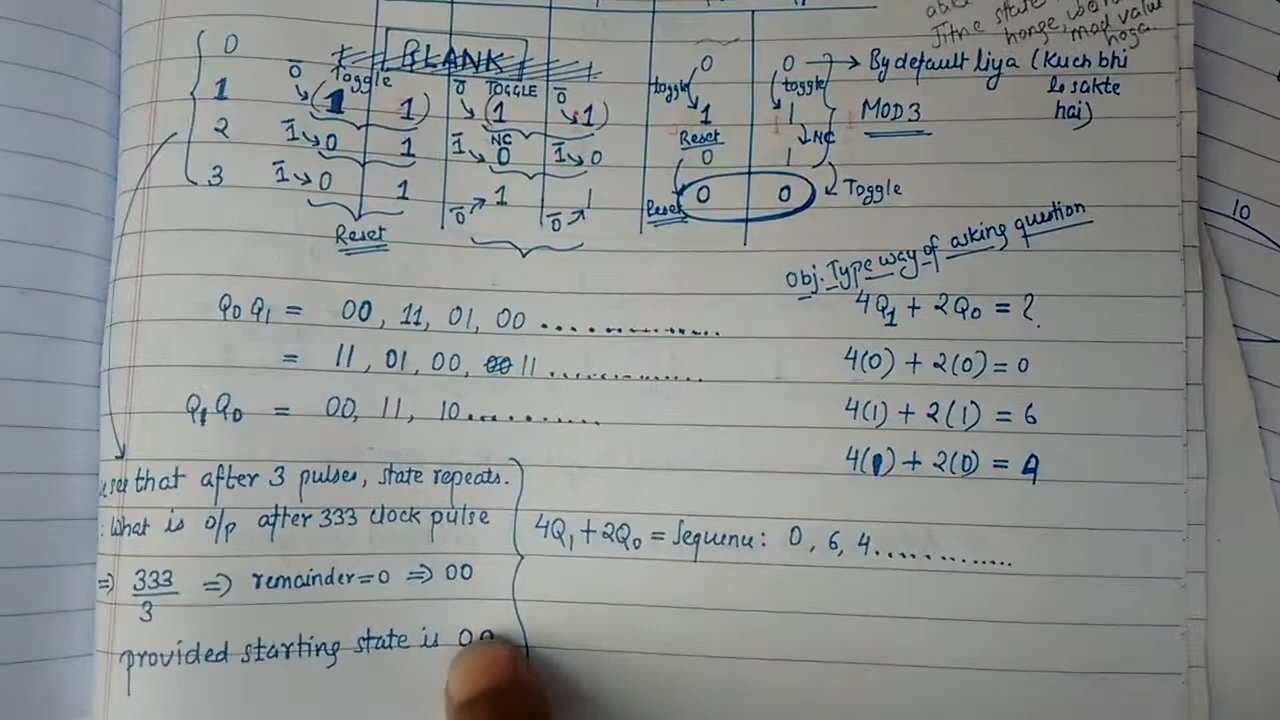 Jitne state
honge, mod value
hoga
0 BLANK 0 0 → By default liya (Kuch bhi
0̅ Toggle 0̅ TOGGLE 0̅ toggle toggle le sakte
1 (1 1) (1 1) 1 1 MOD3 hai)
NC Reset NC
2 1̅ 0 1 1̅ 0 1̅ 0 0 1
3 1̅ 0 1 1 1 Reset 0 0 Toggle
0̅ 0̅
Reset
Obj. Type way of asking question
10
Q0 Q1 = 00, 11, 01, 00 ..............
4Q1 + 2Q0 = ?
= 11, 01, 00, 11 ..............
4(0) + 2(0) = 0
Q1 Q0 = 00, 11, 10 ..........
4(1) + 2(1) = 6
4(1) + 2(0) = 4
that after 3 pulses, state repeats.
: What is o/p after 333 clock pulse
⇒ 333/3 ⇒ remainder = 0 ⇒ 00
provided starting state is 00
4Q1 + 2Q0 = Sequenu: 0, 6, 4 ............